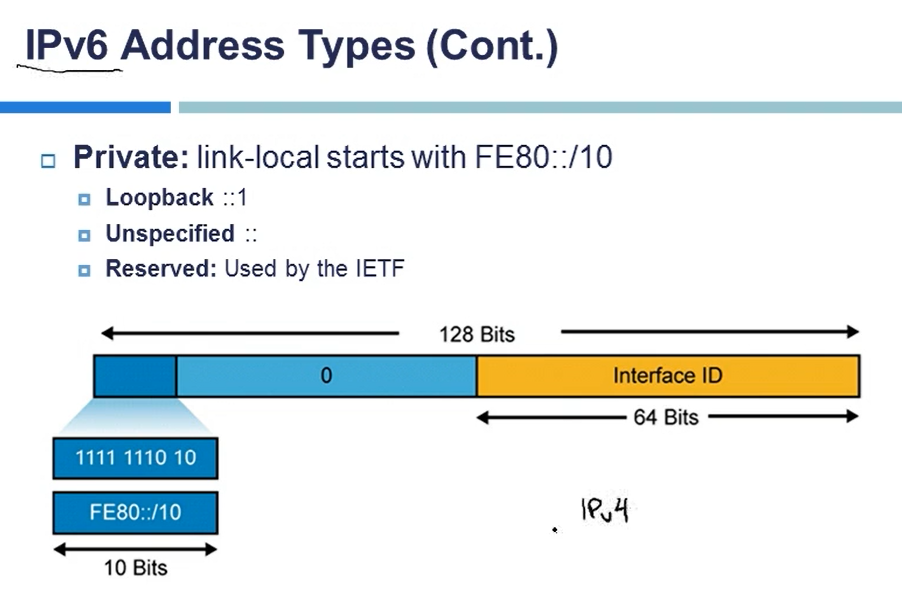 IPv6 Address Types (Cont.)
Private: link-local starts with FE80::/10
Loopback ::1
Unspecified ::
Reserved: Used by the IETF
128 Bits
0
Interface ID
64 Bits
1111 1110 10
FE80::/10
10 Bits
IPv4